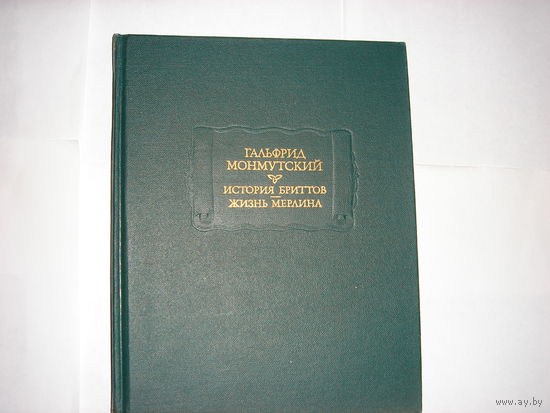 ГАЛЬФРИД
МОНМУТСКИЙ
ИСТОРИЯ БРИТТОВ
ЖИЗНЬ МЕРЛИНА
www.ay.by